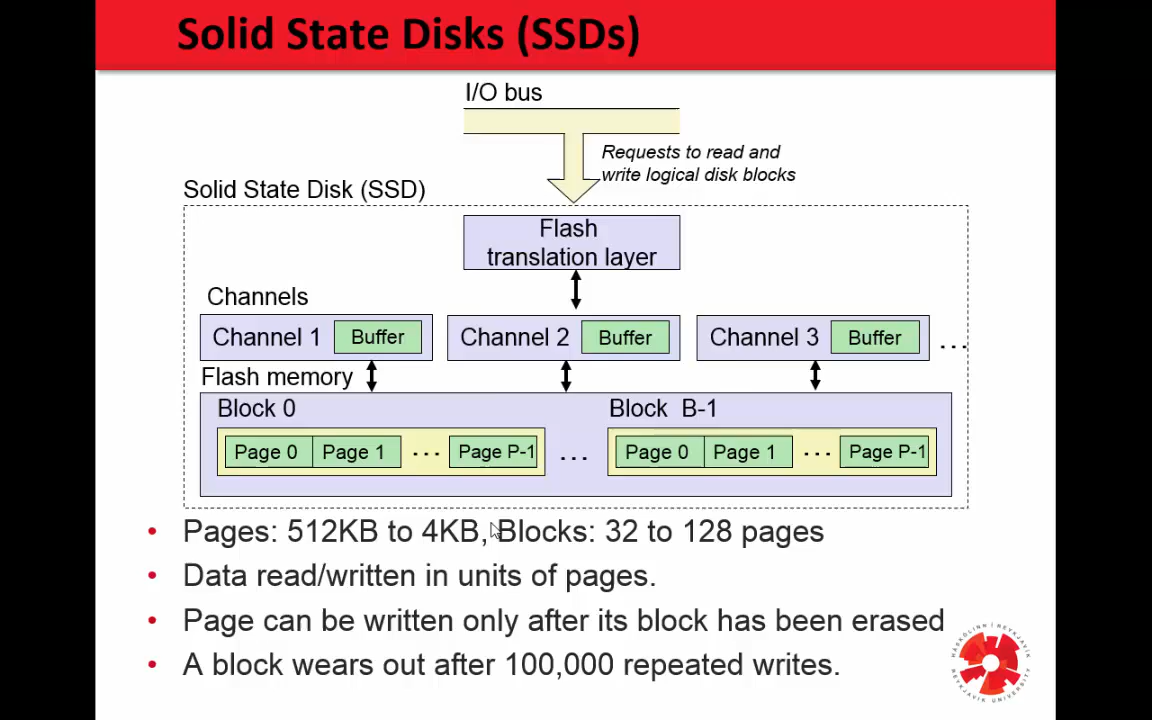 Solid State Disks (SSDs)
I/O bus
Requests to read and
write logical disk blocks
Solid State Disk (SSD)
Flash
translation layer
Channels
Channel 1 Buffer
Channel 2 Buffer
Channel 3 Buffer
...
Flash memory
Block 0
Page 0 Page 1 ... Page P-1
...
Block B-1
Page 0 Page 1 ... Page P-1
• Pages: 512KB to 4KB, Blocks: 32 to 128 pages
• Data read/written in units of pages.
• Page can be written only after its block has been erased
• A block wears out after 100,000 repeated writes.
HÁSKÓLINN Í REYKJAVÍK
REYKJAVIK UNIVERSITY